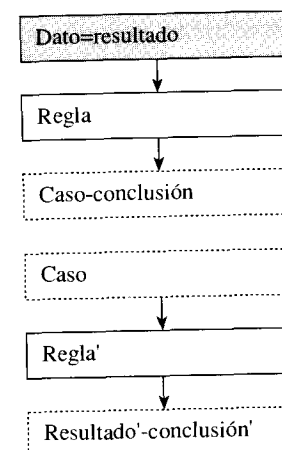 Dato=resultado
Regla
Caso-conclusión
Caso
Regla'
Resultado'-conclusión'